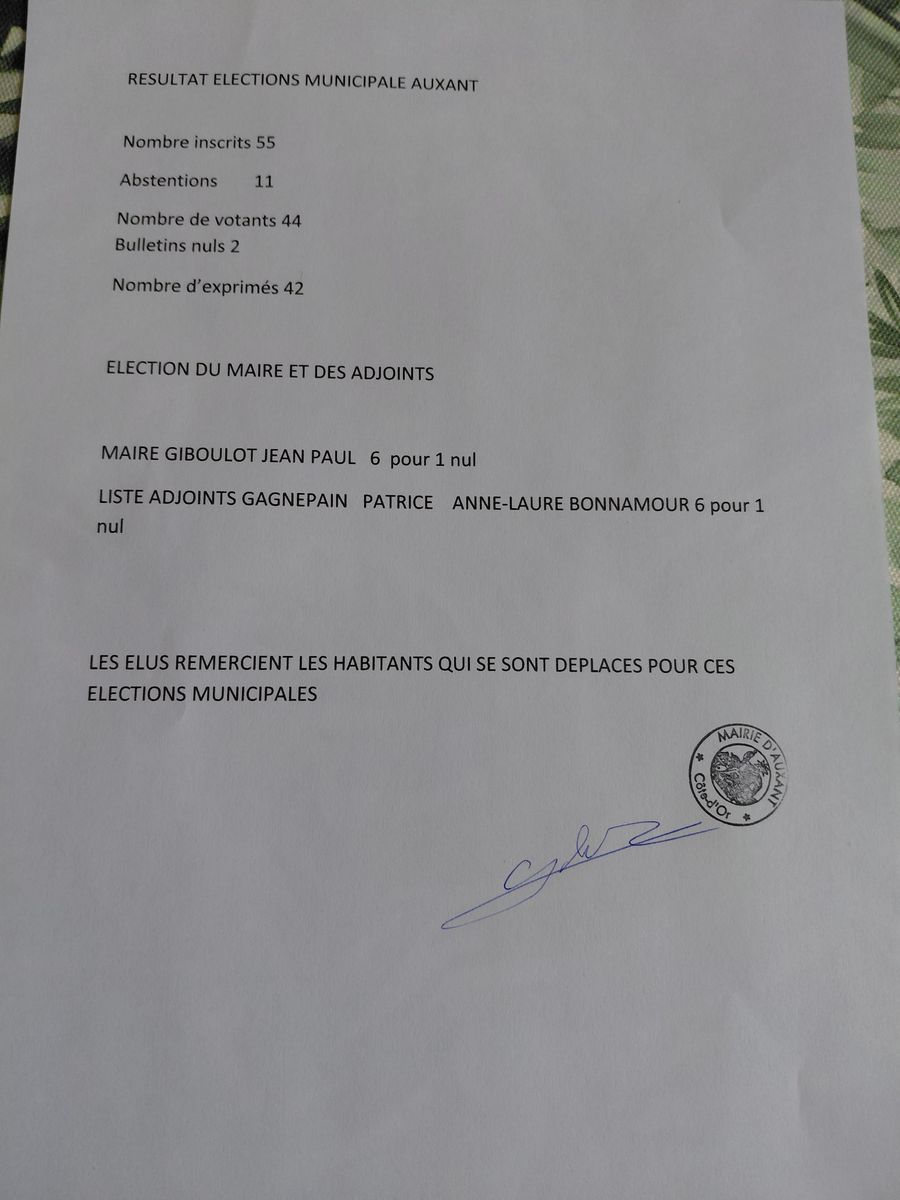 RESULTAT ELECTIONS MUNICIPALE AUXANT
Nombre inscrits 55
Abstentions 11
Nombre de votants 44
Bulletins nuls 2
Nombre d'exprimés 42
ELECTION DU MAIRE ET DES ADJOINTS
MAIRE GIBOULOT JEAN PAUL 6 pour 1 nul
LISTE ADJOINTS GAGNEPAIN PATRICE ANNE-LAURE BONNAMOUR 6 pour 1
nul
LES ELUS REMERCIENT LES HABITANTS QUI SE SONT DEPLACES POUR CES
ELECTIONS MUNICIPALES
MAIRIE D'AUXANT
Côte-d'Or